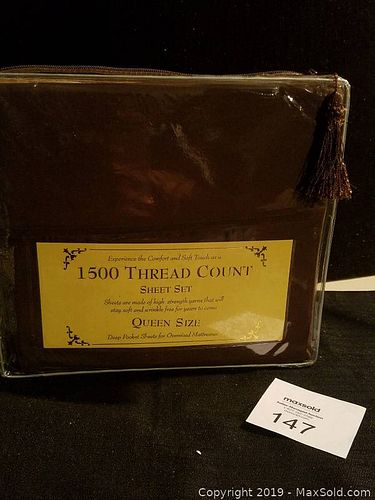 Experience the Comfort and Soft Touch of a
1500 THREAD COUNT
SHEET SET
Sheets are made of high strength yarns that will
stay soft and wrinkle free for years to come
QUEEN SIZE
Deep Pocket Sheets for Oversized Mattresses
maxsold
147
Copyright 2019 - MaxSold.com